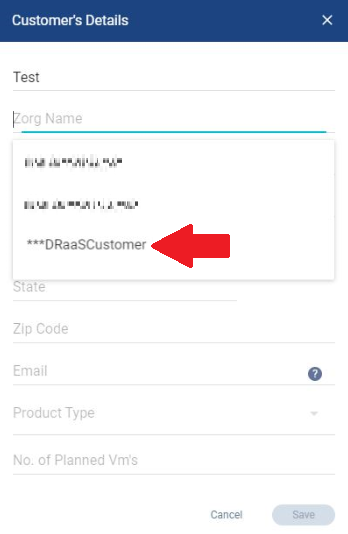 Customer's Details
Test
Zorg Name
***DRaaSCustomer
State
Zip Code
Email
?
Product Type
No. of Planned Vm's
Cancel
Save